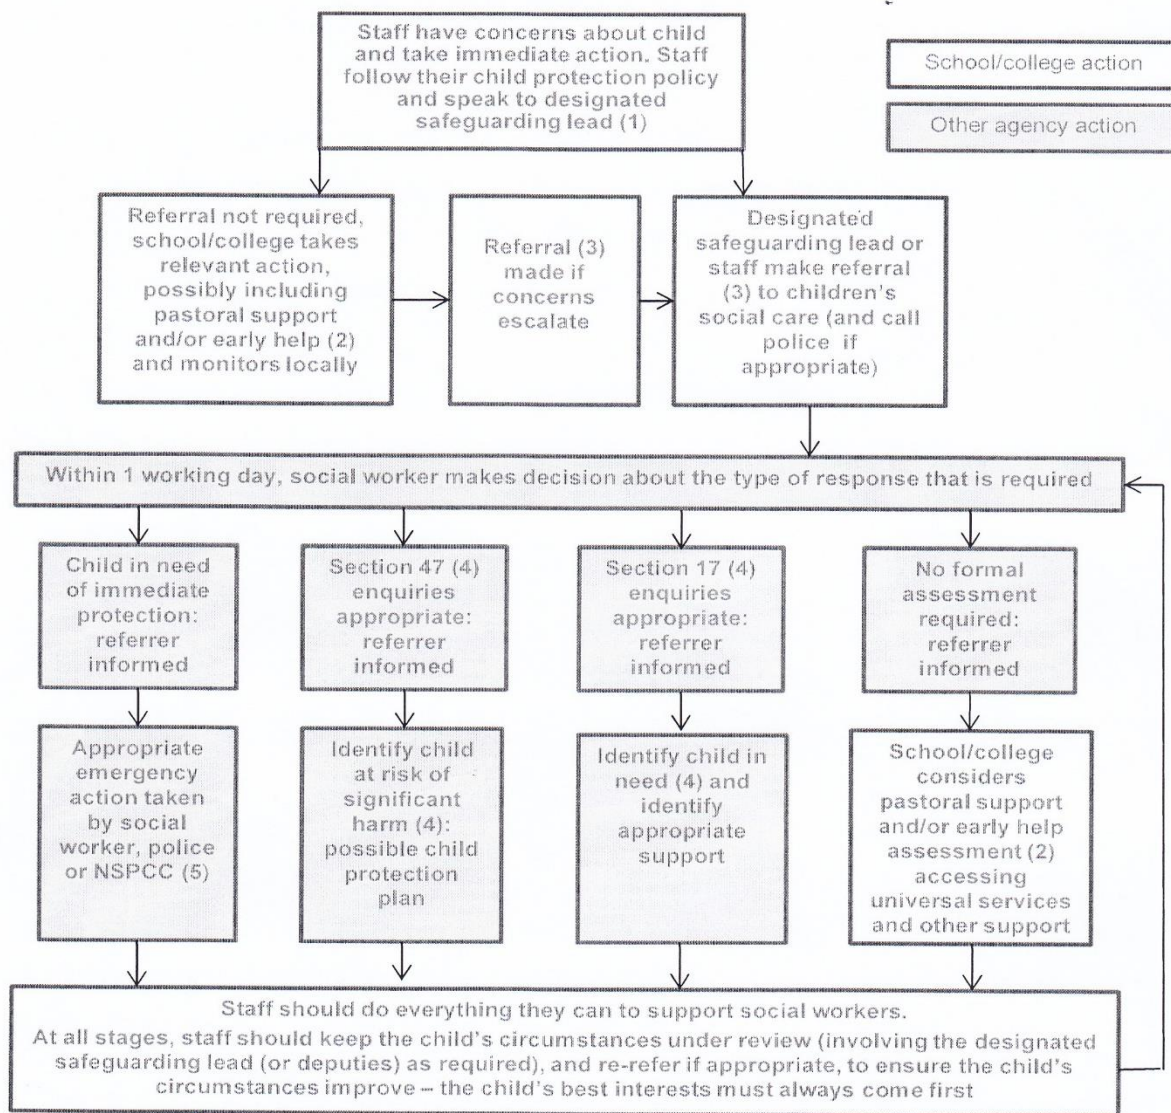 Staff have concerns about child
and take immediate action. Staff
follow their child protection policy
and speak to designated
safeguarding lead (1)
School/college action
Other agency action
Referral not required,
school/college takes
relevant action,
possibly including
pastoral support
and/or early help (2)
and monitors locally
Referral (3)
made if
concerns
escalate
Designated
safeguarding lead or
staff make referral
(3) to children's
social care (and call
police if
appropriate)
Within 1 working day, social worker makes decision about the type of response that is required
Child in need
of immediate
protection:
referrer
informed
Section 47 (4)
enquiries
appropriate:
referrer
informed
Section 17 (4)
enquiries
appropriate:
referrer
informed
No formal
assessment
required:
referrer
informed
Appropriate
emergency
action taken
by social
worker, police
or NSPCC (5)
Identify child
at risk of
significant
harm (4):
possible child
protection
plan
Identify child in
need (4) and
identify
appropriate
support
School/college
considers
pastoral support
and/or early help
assessment (2)
accessing
universal services
and other support
Staff should do everything they can to support social workers.
At all stages, staff should keep the child's circumstances under review (involving the designated
safeguarding lead (or deputies) as required), and re-refer if appropriate, to ensure the child's
circumstances improve – the child's best interests must always come first